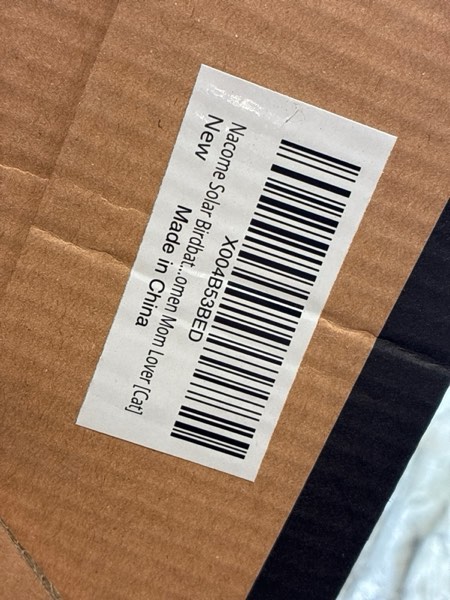 X004B53BED
Nacome Solar Birdbat...omen Mom Lover [Cat]
New
Made in China